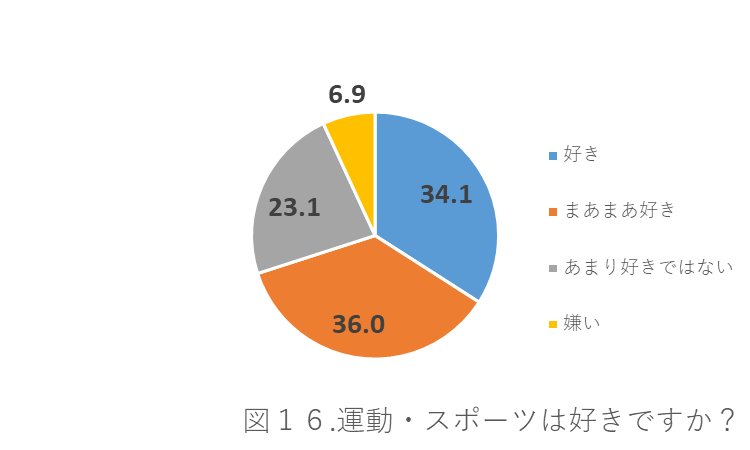 6.9
34.1
23.1
36.0
好き
まあまあ好き
あまり好きではない
嫌い
図１６.運動・スポーツは好きですか？